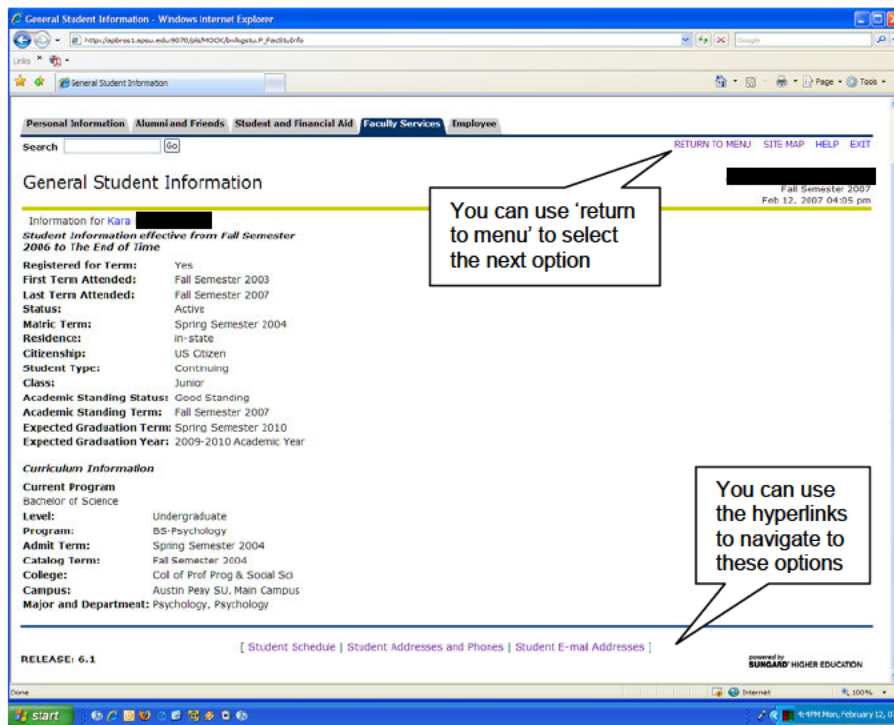 General Student Information - Windows Internet Explorer
Google
Links
General Student Information
Page Tools
Personal Information Alumni and Friends Student and Financial Aid Faculty Services Employee
Search Go
RETURN TO MENU SITE MAP HELP EXIT
General Student Information
Fall Semester 2007
Feb 12, 2007 04:05 pm
You can use ‘return
to menu’ to select
the next option
Information for Kara
Student Information effective from Fall Semester
2006 to The End of Time
Registered for Term: Yes
First Term Attended: Fall Semester 2003
Last Term Attended: Fall Semester 2007
Status: Active
Matric Term: Spring Semester 2004
Residence: In-state
Citizenship: US Citizen
Student Type: Continuing
Class: Junior
Academic Standing Status: Good Standing
Academic Standing Term: Fall Semester 2007
Expected Graduation Term: Spring Semester 2010
Expected Graduation Year: 2009-2010 Academic Year
Curriculum Information
Current Program
Bachelor of Science
Level: Undergraduate
Program: BS-Psychology
Admit Term: Spring Semester 2004
Catalog Term: Fall Semester 2004
College: Col of Prof Prog & Social Sci
Campus: Austin Peay SU, Main Campus
Major and Department: Psychology, Psychology
You can use
the hyperlinks
to navigate to
these options
[ Student Schedule | Student Addresses and Phones | Student E-mail Addresses ]
RELEASE: 6.1
powered by
SUNGARD' HIGHER EDUCATION
Done
Internet 100%
start
4:41PM Mon, February 12, 0